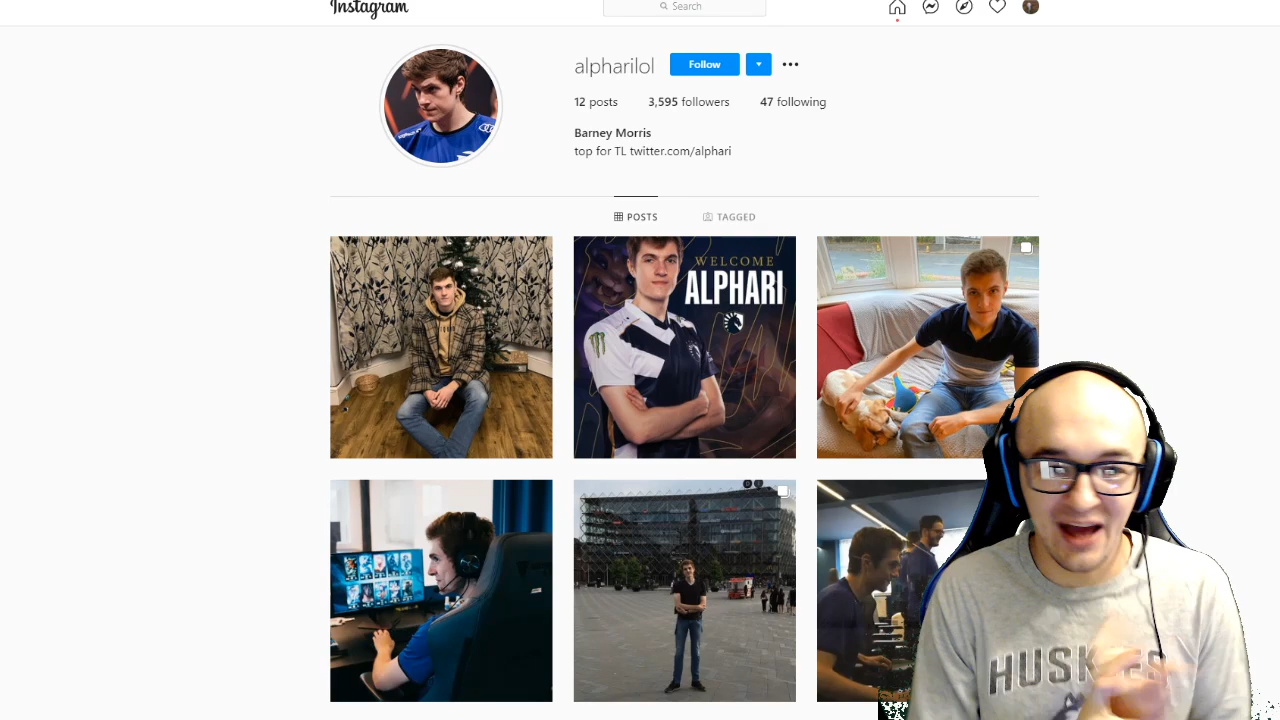 Instagram
Search
alpharilol
Follow
12 posts 3,595 followers 47 following
Barney Morris
top for TL twitter.com/alphari
POSTS TAGGED
WELCOME
ALPHARI
HUSKIES